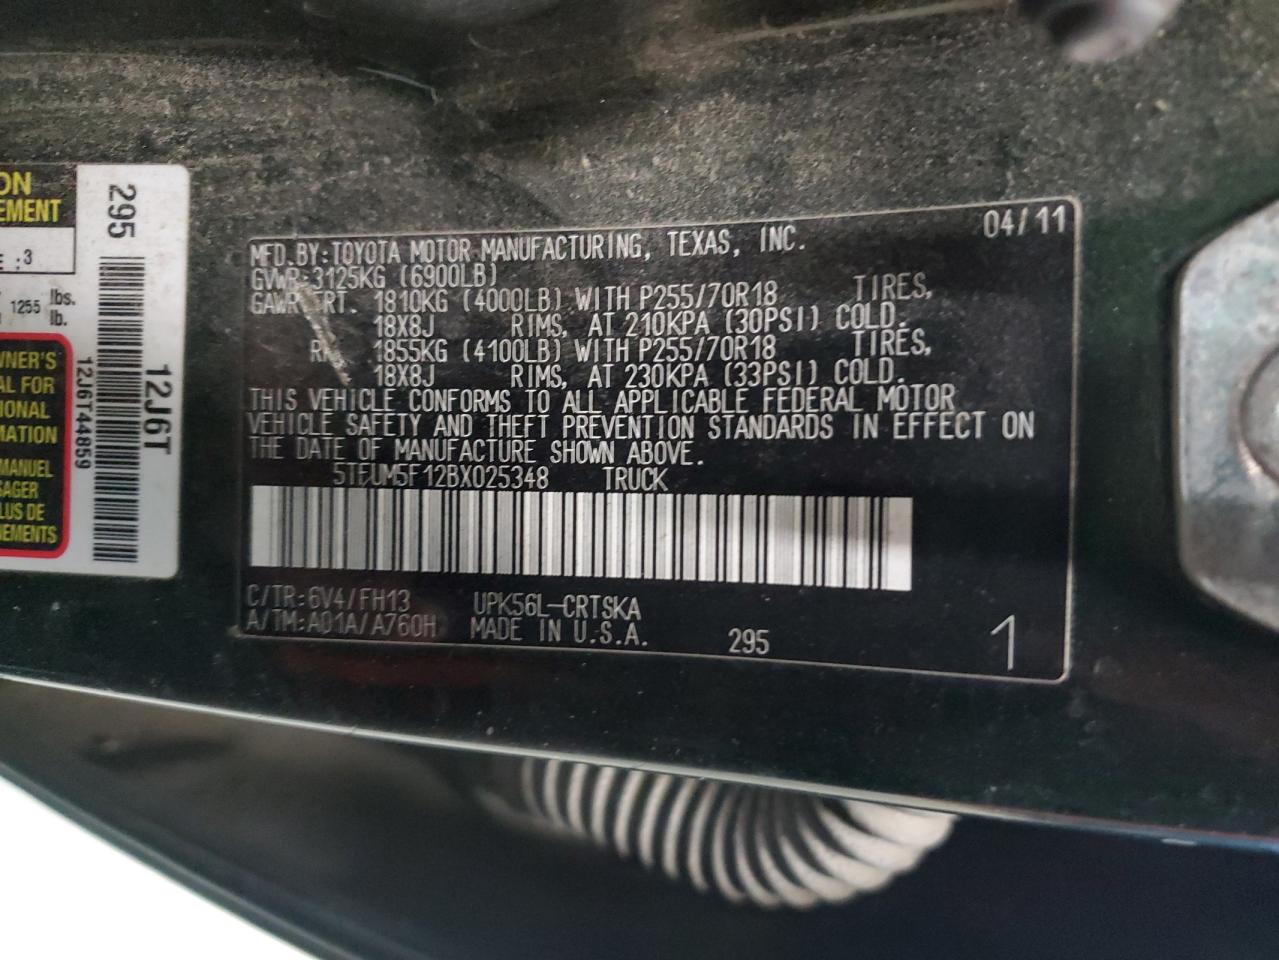 ON
EMENT
E :3
1255 lbs.
lb.
WNER'S
AL FOR
IONAL
MATION
MANUEL
SAGER
LUS DE
NEMENTS
295
12J6T44859
12J6T
04/11
MFD.BY:TOYOTA MOTOR MANUFACTURING, TEXAS, INC.
GVWR:3125KG (6900LB)
GAWR FRT. 1810KG (4000LB) WITH P255/70R18 TIRES,
18X8J RIMS, AT 210KPA (30PSI) COLD.
1855KG (4100LB) WITH P255/70R18 TIRES,
18X8J RIMS, AT 230KPA (33PSI) COLD.
THIS VEHICLE CONFORMS TO ALL APPLICABLE FEDERAL MOTOR
VEHICLE SAFETY AND THEFT PREVENTION STANDARDS IN EFFECT ON
THE DATE OF MANUFACTURE SHOWN ABOVE.
5TFUM5F12BX025348 TRUCK
C/TR:6V4/FH13 UPK56L-CRTSKA
A/TM:A01A/A760H MADE IN U.S.A. 295 1